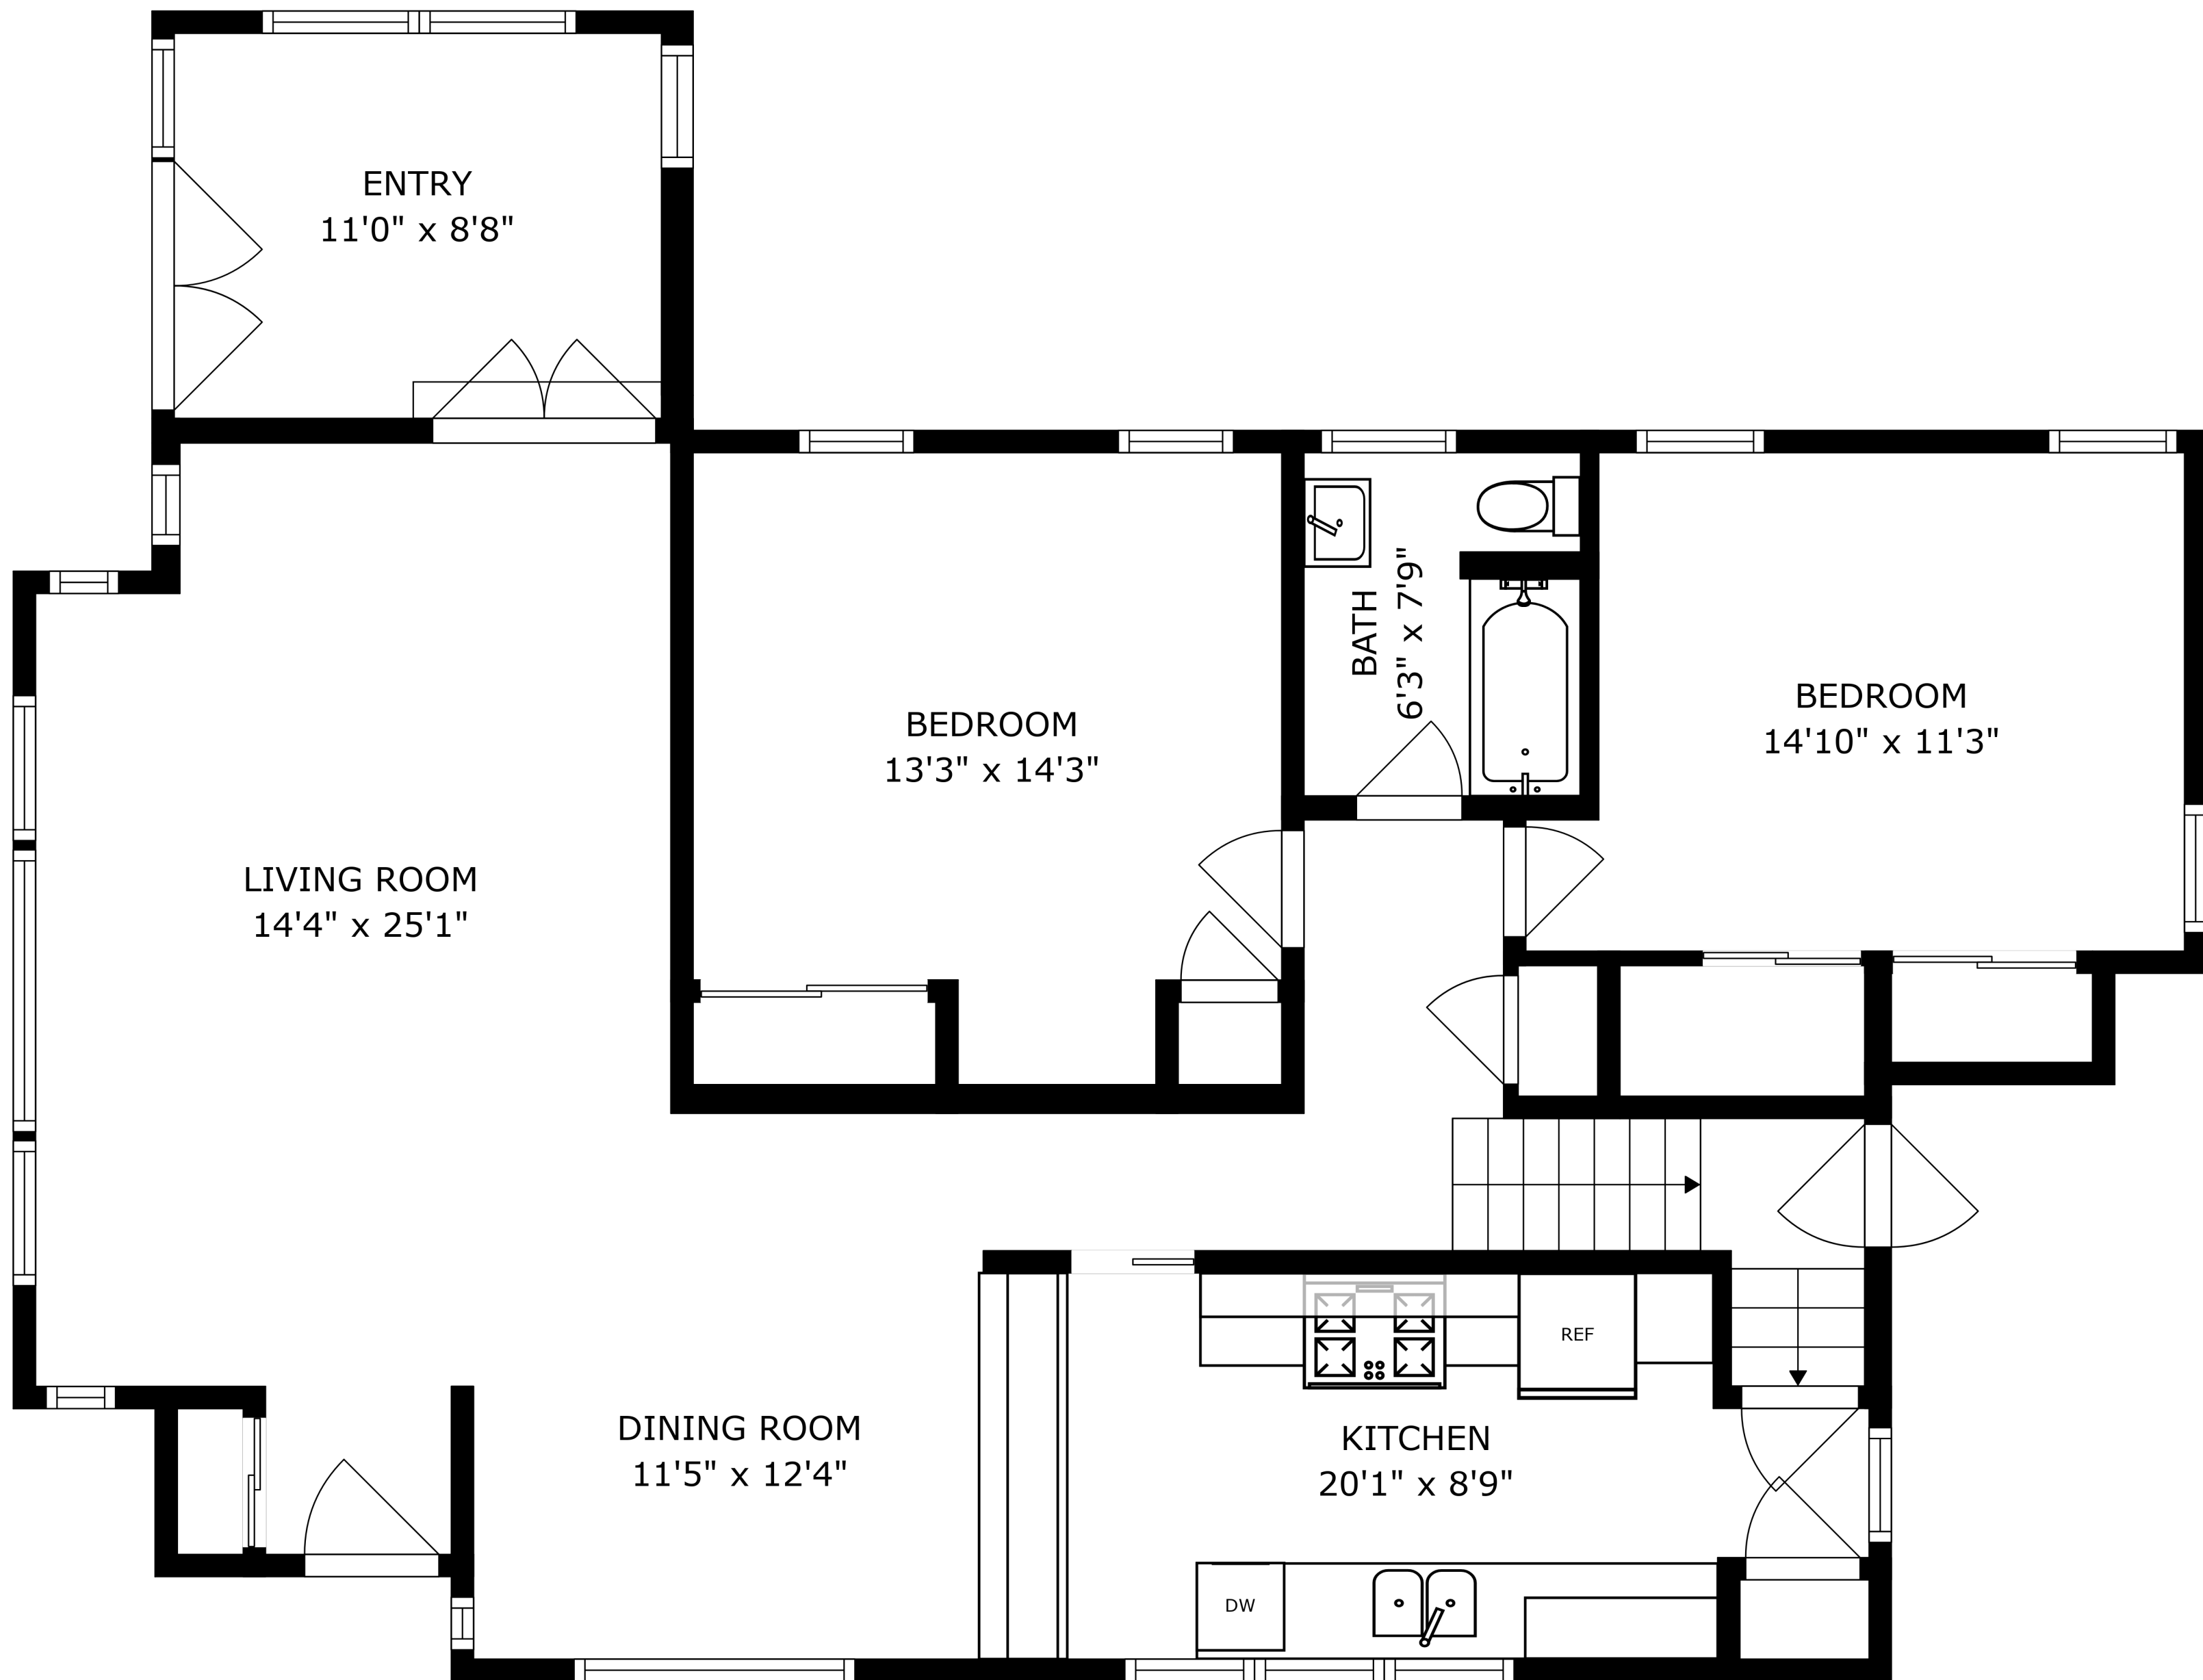 ENTRY
11'0" x 8'8"
BATH
6'3" x 7'9"
BEDROOM
14'10" x 11'3"
BEDROOM
13'3" x 14'3"
LIVING ROOM
14'4" x 25'1"
REF
DINING ROOM
11'5" x 12'4"
KITCHEN
20'1" x 8'9"
DW